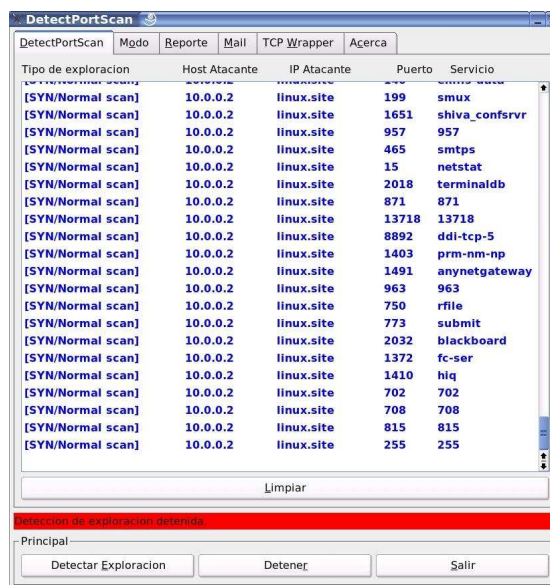 DetectPortScan
DetectPortScan Modo Reporte Mail TCP Wrapper Acerca
Tipo de exploracion Host Atacante IP Atacante Puerto Servicio
[SYN/Normal scan] 10.0.0.2 linux.site 199 smux
[SYN/Normal scan] 10.0.0.2 linux.site 1651 shiva_confsrvr
[SYN/Normal scan] 10.0.0.2 linux.site 957 957
[SYN/Normal scan] 10.0.0.2 linux.site 465 smtps
[SYN/Normal scan] 10.0.0.2 linux.site 15 netstat
[SYN/Normal scan] 10.0.0.2 linux.site 2018 terminaldb
[SYN/Normal scan] 10.0.0.2 linux.site 871 871
[SYN/Normal scan] 10.0.0.2 linux.site 13718 13718
[SYN/Normal scan] 10.0.0.2 linux.site 8892 ddi-tcp-5
[SYN/Normal scan] 10.0.0.2 linux.site 1403 prm-nm-np
[SYN/Normal scan] 10.0.0.2 linux.site 1491 anynetgateway
[SYN/Normal scan] 10.0.0.2 linux.site 963 963
[SYN/Normal scan] 10.0.0.2 linux.site 750 rfile
[SYN/Normal scan] 10.0.0.2 linux.site 773 submit
[SYN/Normal scan] 10.0.0.2 linux.site 2032 blackboard
[SYN/Normal scan] 10.0.0.2 linux.site 1372 fc-ser
[SYN/Normal scan] 10.0.0.2 linux.site 1410 hiq
[SYN/Normal scan] 10.0.0.2 linux.site 702 702
[SYN/Normal scan] 10.0.0.2 linux.site 708 708
[SYN/Normal scan] 10.0.0.2 linux.site 815 815
[SYN/Normal scan] 10.0.0.2 linux.site 255 255
Limpiar
Deteccion de exploracion detenida.
Principal
Detectar Exploracion Detener Salir